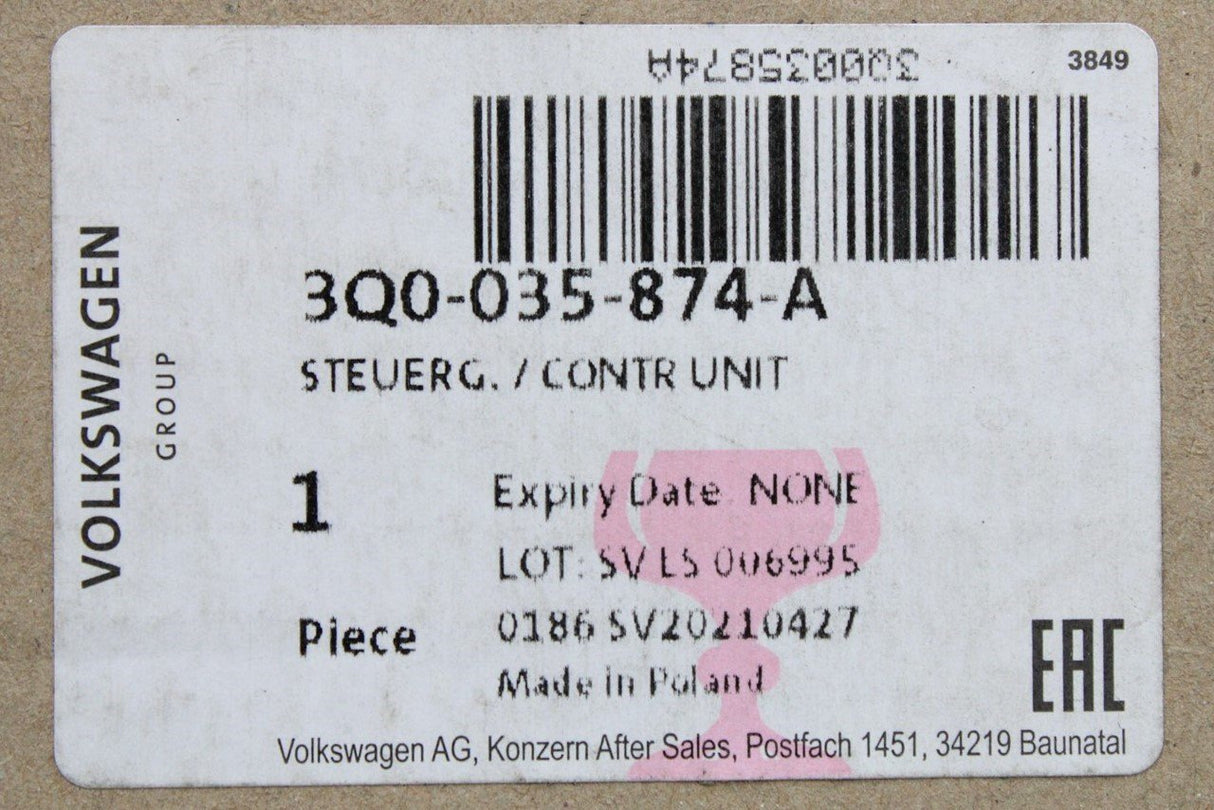 3Q0035874A
3849
3Q0-035-874-A
STEUERG. / CONTR UNIT
VOLKSWAGEN
GROUP
1
Expiry Date NONE
LOT: SV LS 006995
Piece
0186 SV20210427
Made in Poland
EAC
Volkswagen AG, Konzern After Sales, Postfach 1451, 34219 Baunatal